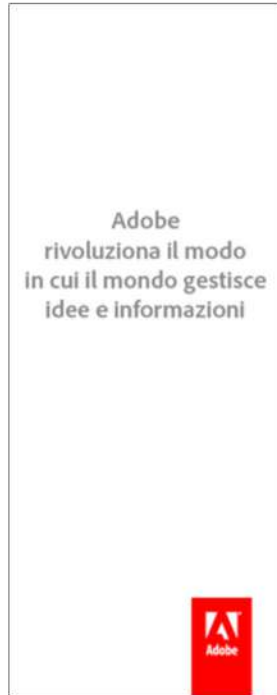 Adobe
rivoluziona il modo
in cui il mondo gestisce
idee e informazioni
Adobe